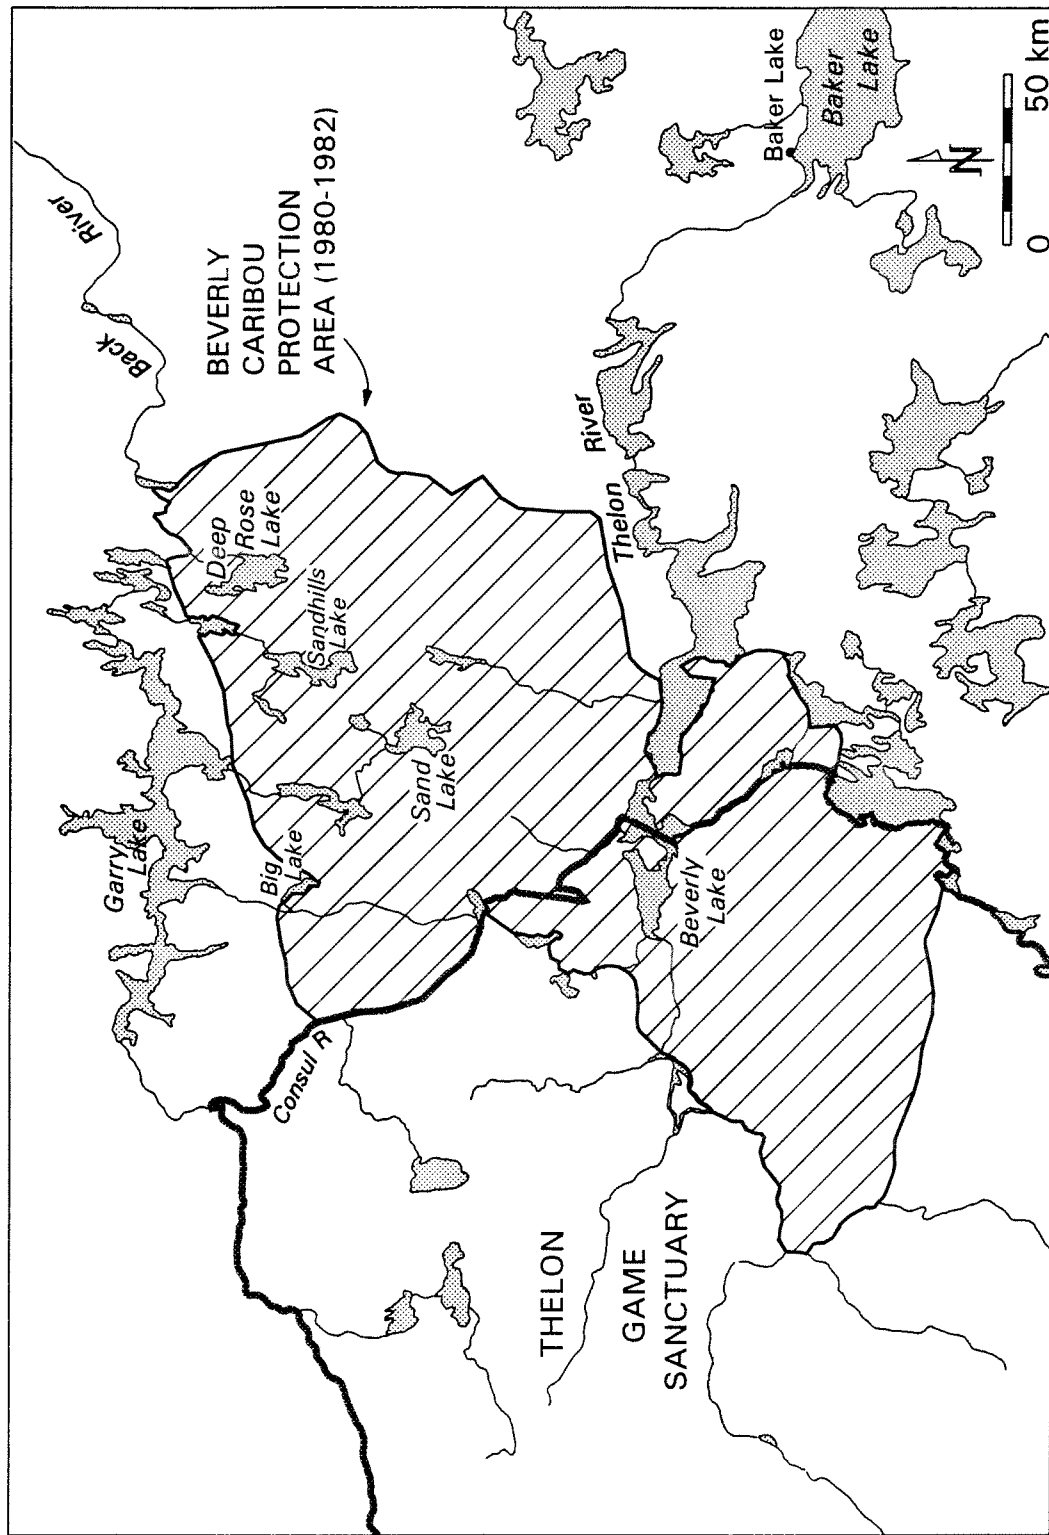 Back
River
BEVERLY
CARIBOU
PROTECTION
AREA (1980-1982)
Garry
Lake
Deep
Rose
Lake
Sandhills
Lake
Big
Lake
Sand
Lake
Consul R
Thelon
River
Beverly
Lake
THELON
GAME
SANCTUARY
Baker Lake
Baker
Lake
N
0
50 km